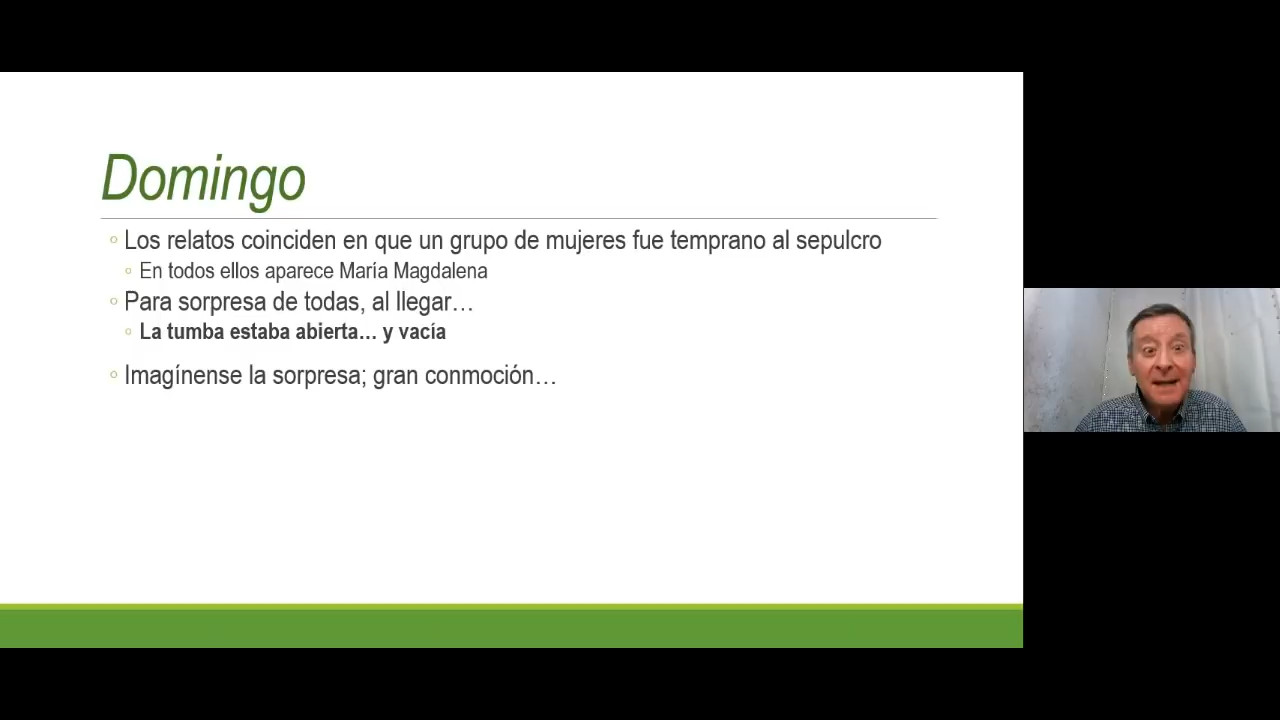 Domingo
Los relatos coinciden en que un grupo de mujeres fue temprano al sepulcro
En todos ellos aparece María Magdalena
Para sorpresa de todas, al llegar…
La tumba estaba abierta… y vacía
Imagínense la sorpresa; gran conmoción…